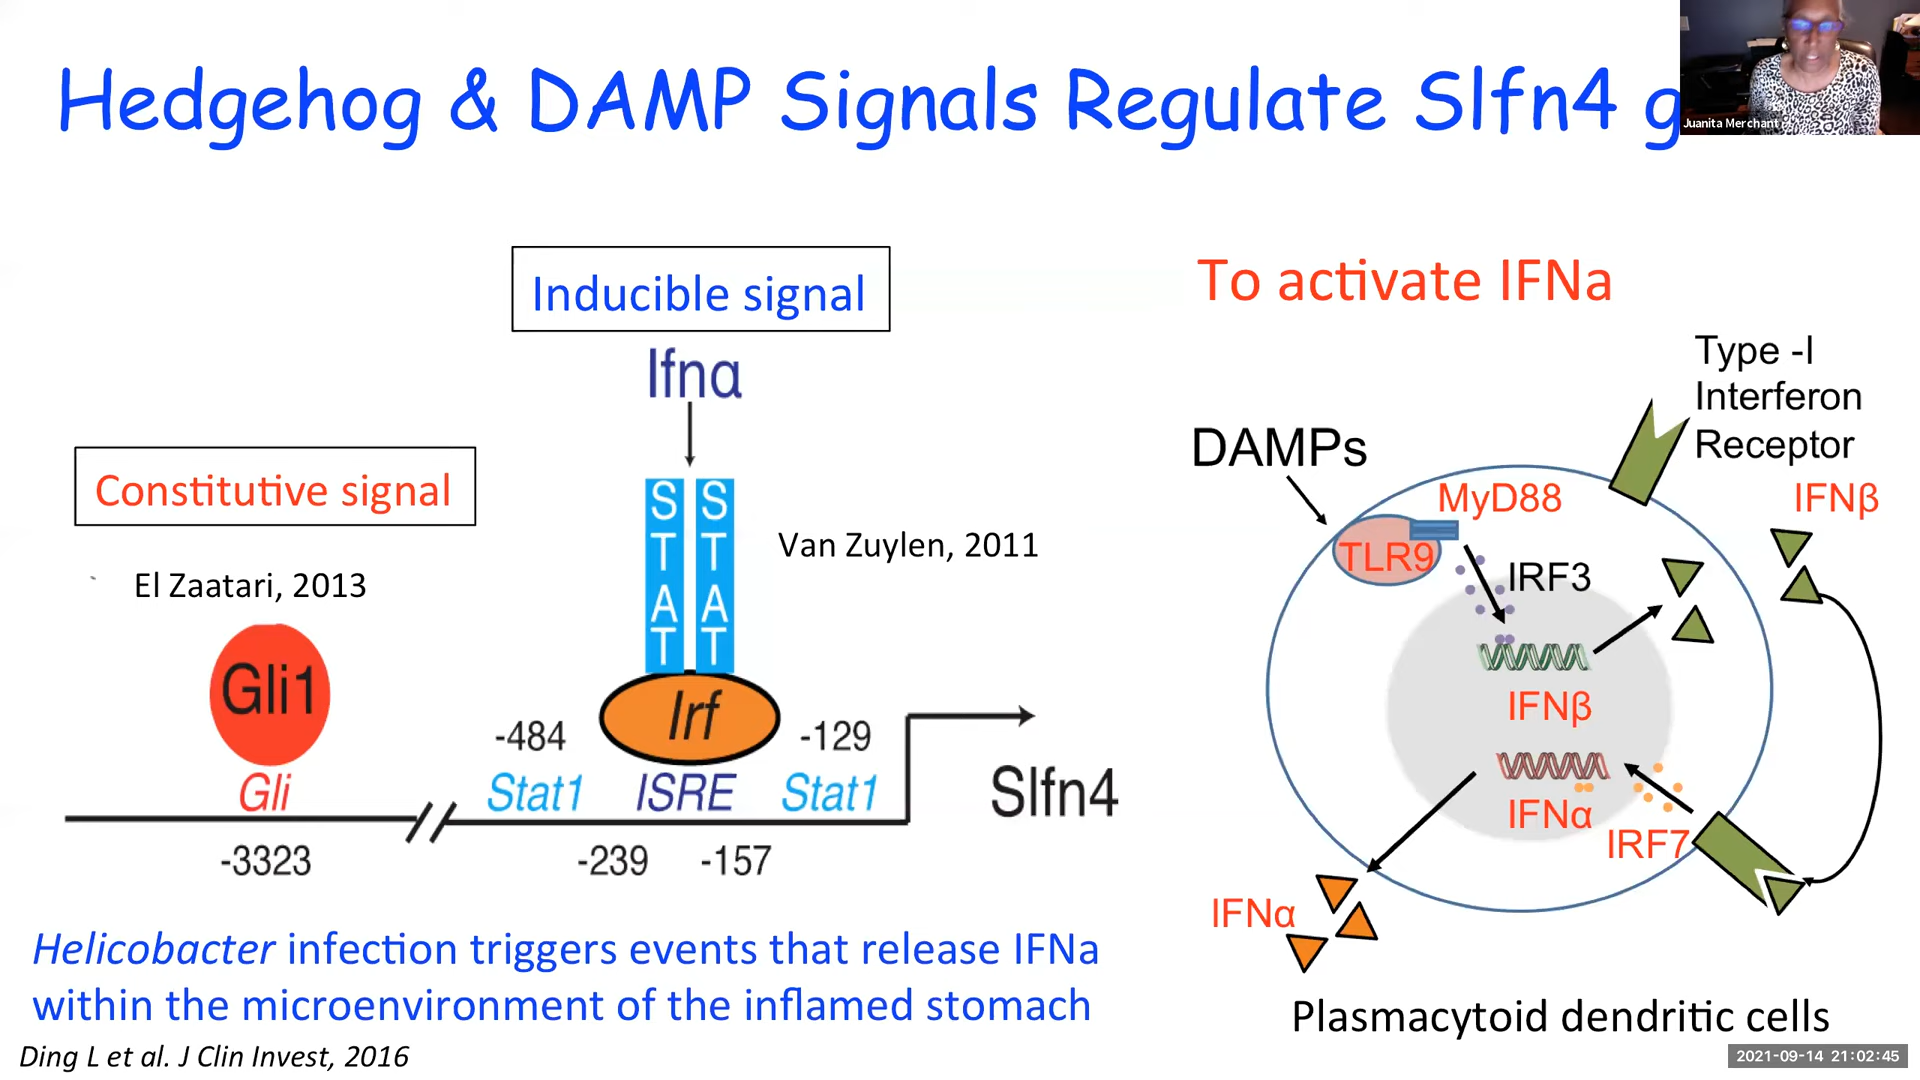 Hedgehog & DAMP Signals Regulate Slfn4 g
Juanita Merchant
Inducible signal
Ifnα
Constitutive signal
El Zaatari, 2013
STAT STAT
Van Zuylen, 2011
Gli1
Irf
-484
-129
Gli
Stat1
ISRE
Stat1
Slfn4
-3323
-239
-157
Helicobacter infection triggers events that release IFNa
within the microenvironment of the inflamed stomach
Ding L et al. J Clin Invest, 2016
To activate IFNa
Type -I
Interferon
Receptor
DAMPs
MyD88
IFNβ
TLR9
IRF3
IFNβ
IFNα
IRF7
IFNα
Plasmacytoid dendritic cells
2021-09-14 21:02:45